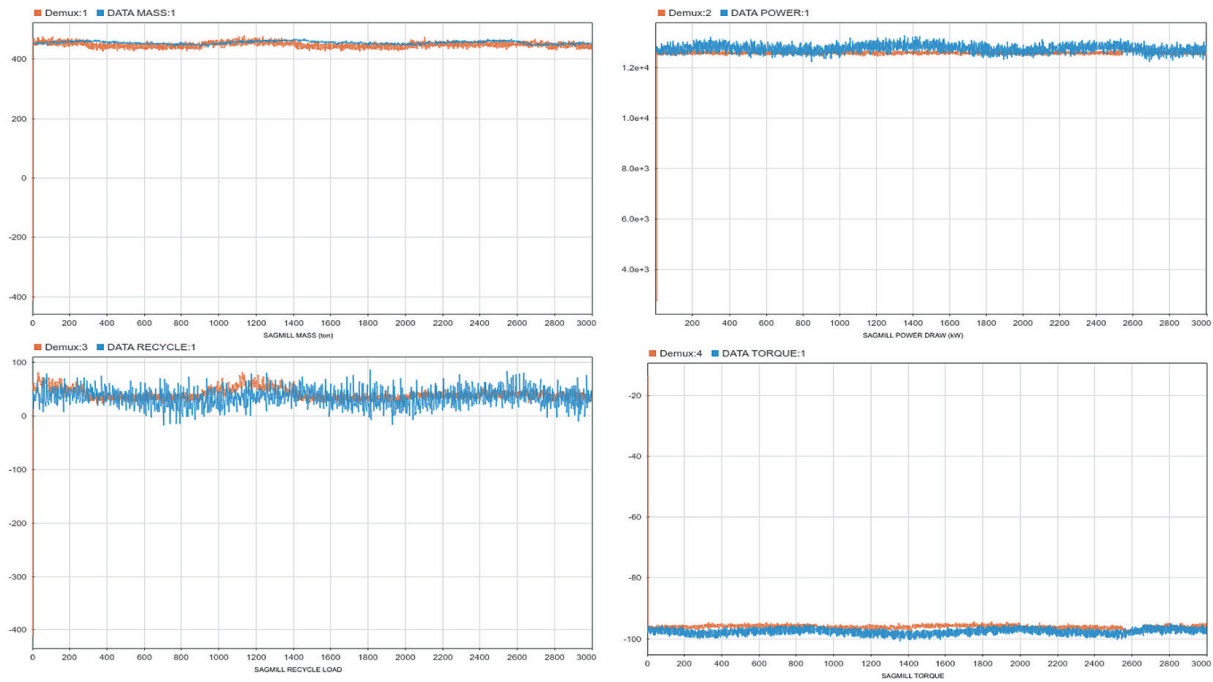 Demux:1 DATA MASS:1
400
200
0
-200
-400
0 200 400 600 800 1000 1200 1400 1600 1800 2000 2200 2400 2600 2800 3000
SAGMILL MASS (ton)
Demux:2 DATA POWER:1
1.2e+4
1.0e+4
8.0e+3
6.0e+3
4.0e+3
200 400 600 800 1000 1200 1400 1600 1800 2000 2200 2400 2600 2800 3000
SAGMILL POWER DRAW (kW)
Demux:3 DATA RECYCLE:1
100
0
-100
-200
-300
-400
0 200 400 600 800 1000 1200 1400 1600 1800 2000 2200 2400 2600 2800 3000
SAGMILL RECYCLE LOAD
Demux:4 DATA TORQUE:1
-20
-40
-60
-80
-100
0 200 400 600 800 1000 1200 1400 1600 1800 2000 2200 2400 2600 2800 3000
SAGMILL TORQUE